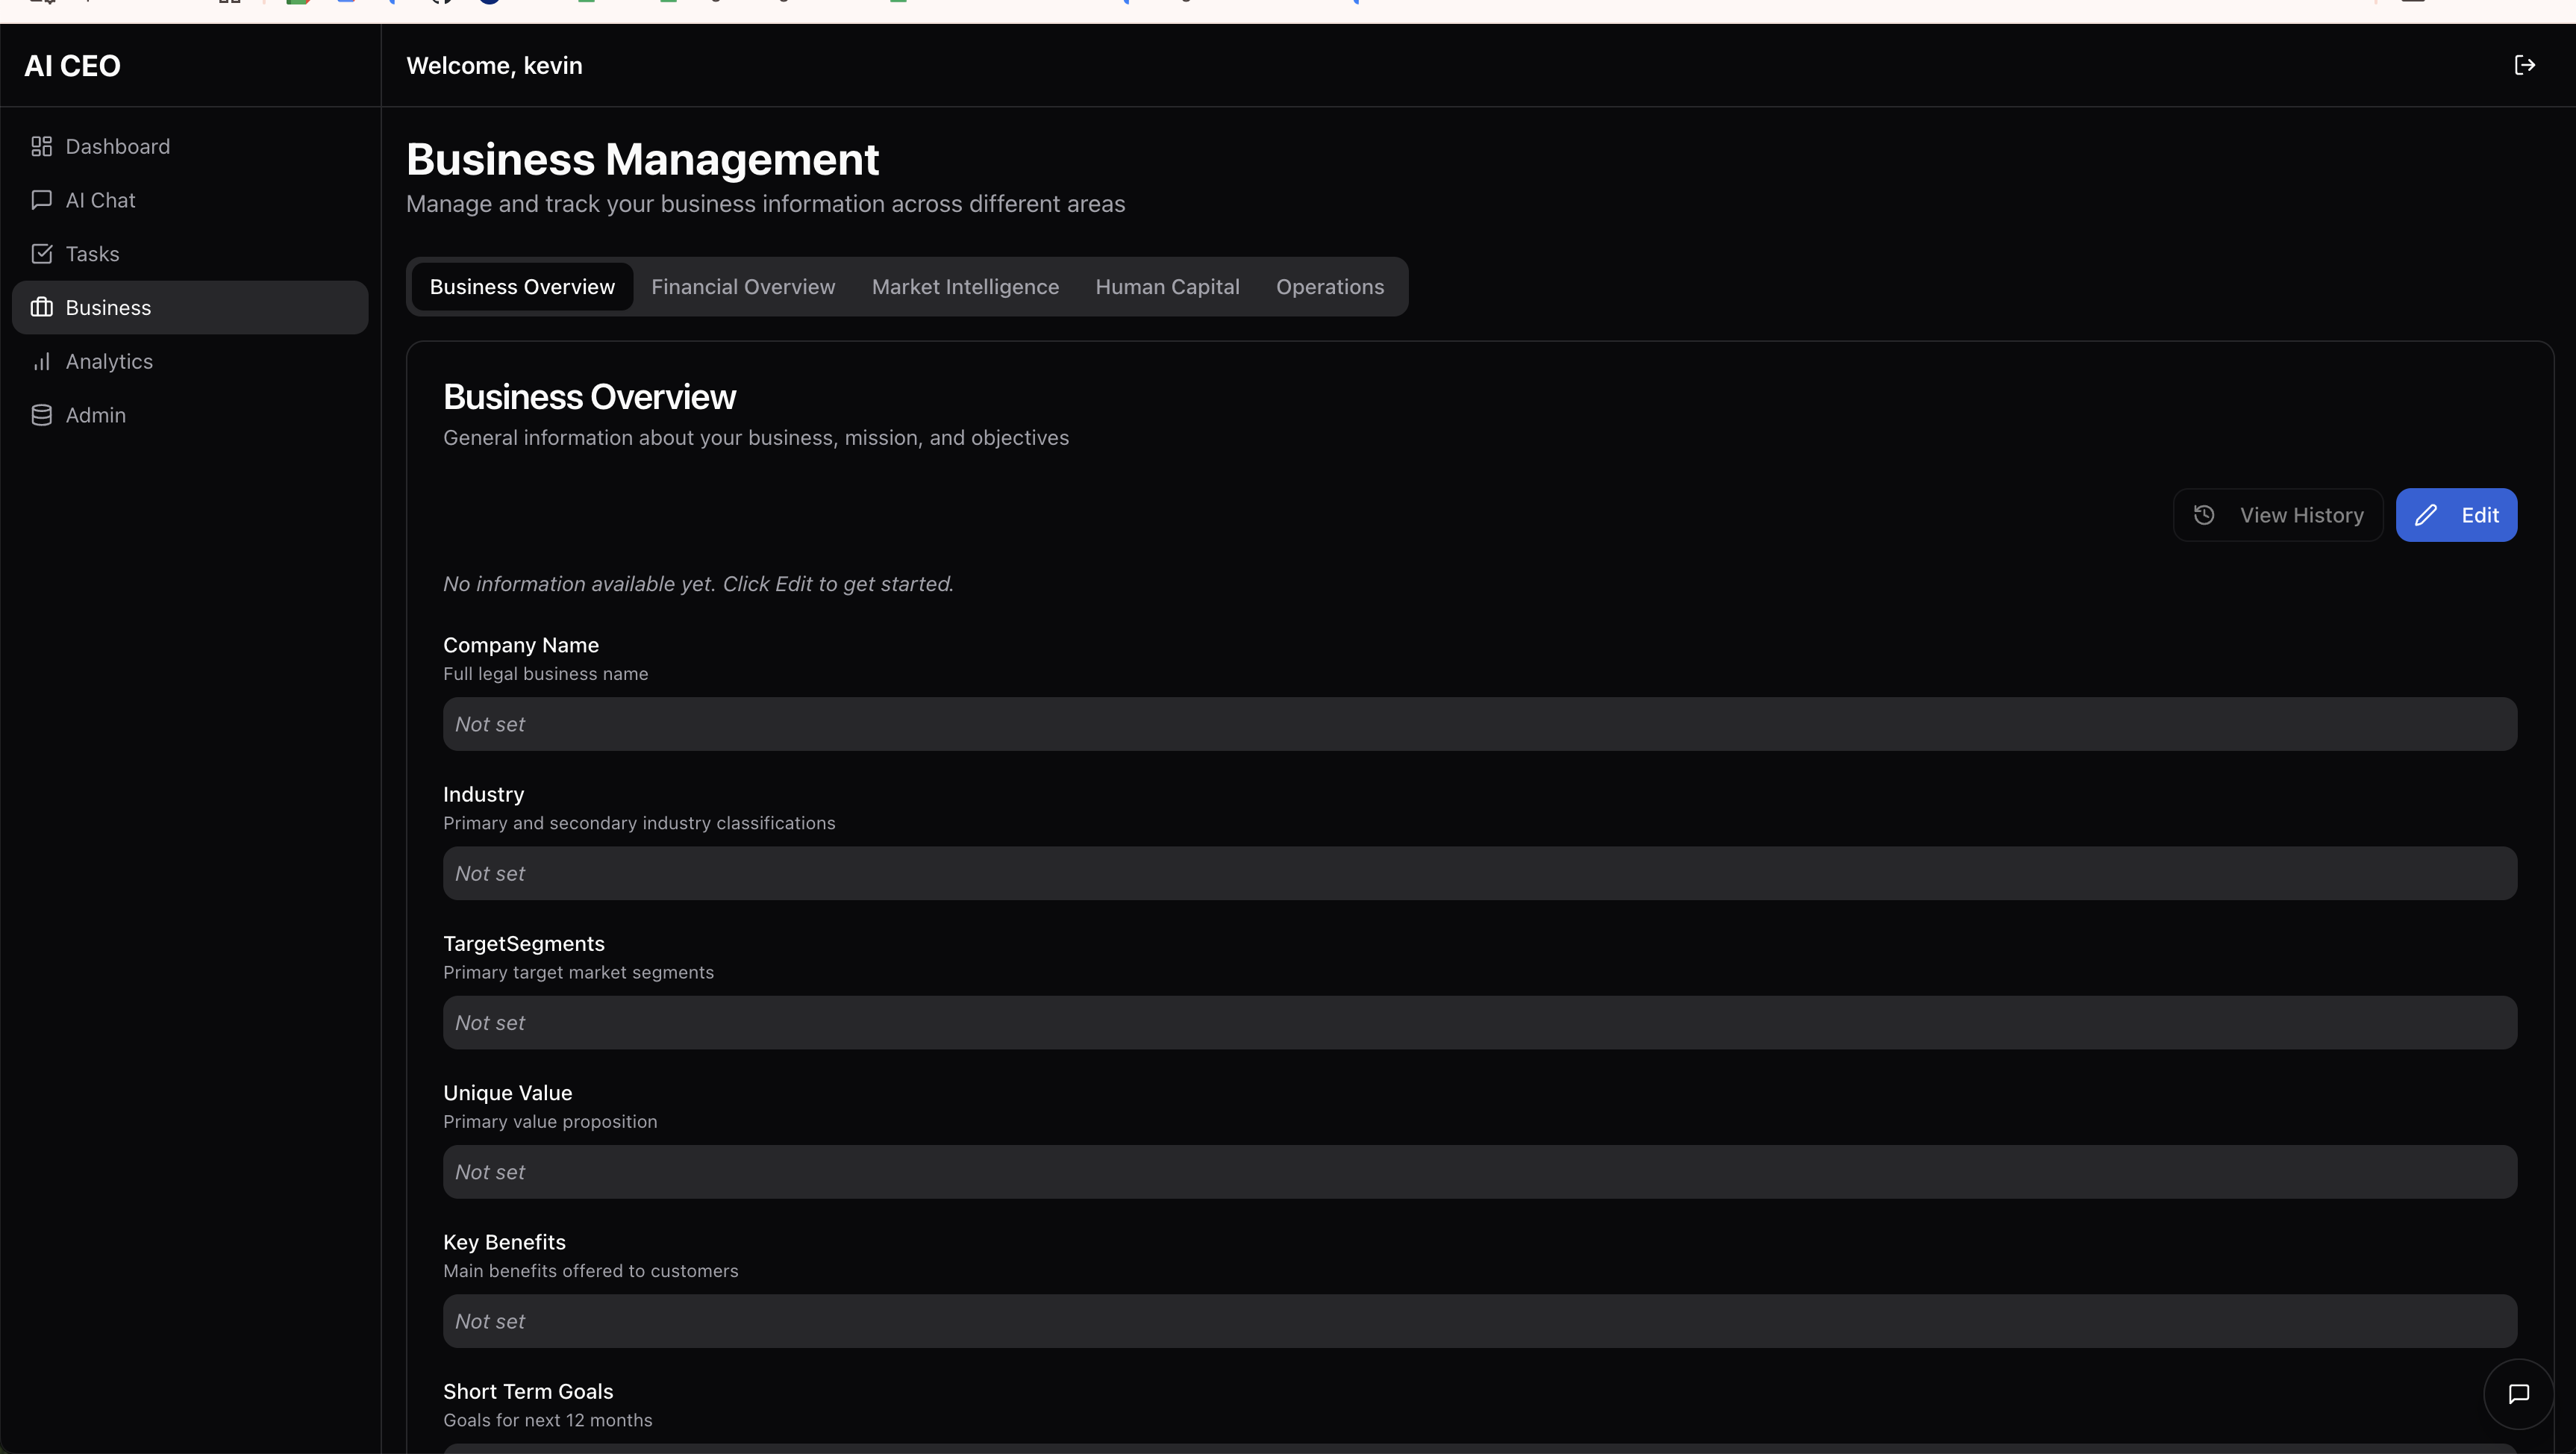 AI CEO
Welcome, kevin
Dashboard
AI Chat
Tasks
Business
Analytics
Admin
Business Management
Manage and track your business information across different areas
Business Overview Financial Overview Market Intelligence Human Capital Operations
Business Overview
General information about your business, mission, and objectives
View History Edit
No information available yet. Click Edit to get started.
Company Name
Full legal business name
Not set
Industry
Primary and secondary industry classifications
Not set
TargetSegments
Primary target market segments
Not set
Unique Value
Primary value proposition
Not set
Key Benefits
Main benefits offered to customers
Not set
Short Term Goals
Goals for next 12 months